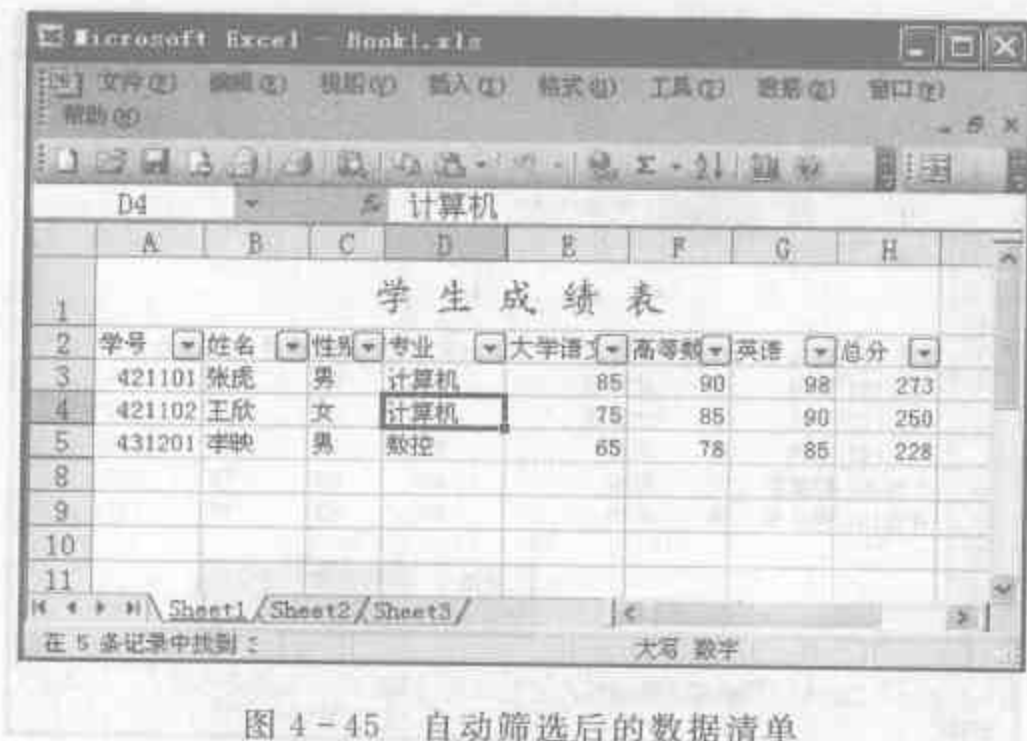 Microsoft Excel - Book1.xls
文件(F) 编辑(E) 视图(V) 插入(I) 格式(O) 工具(T) 数据(D) 窗口(W)
帮助(H)
D4 计算机
A B C D E F G H
1 学生成绩表
2 学号 姓名 性别 专业 大学语文 高等数 英语 总分
3 421101 张虎 男 计算机 85 90 98 273
4 421102 王欣 女 计算机 75 85 90 250
5 431201 李映 男 数控 65 78 85 228
8
9
10
11
Sheet1 Sheet2 Sheet3
在 5 条记录中找到 3 大写 数字
图 4-45 自动筛选后的数据清单